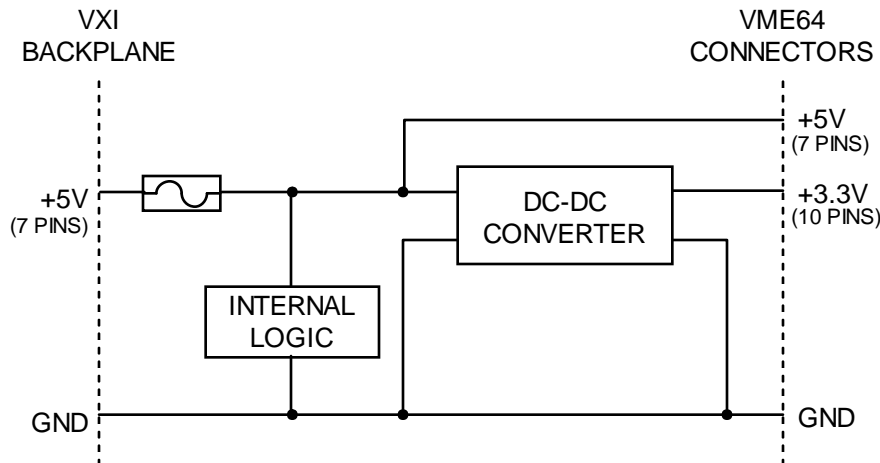 VXI
BACKPLANE
VME64
CONNECTORS
+5V
(7 PINS)
+5V
(7 PINS)
DC-DC
CONVERTER
+3.3V
(10 PINS)
INTERNAL
LOGIC
GND
GND